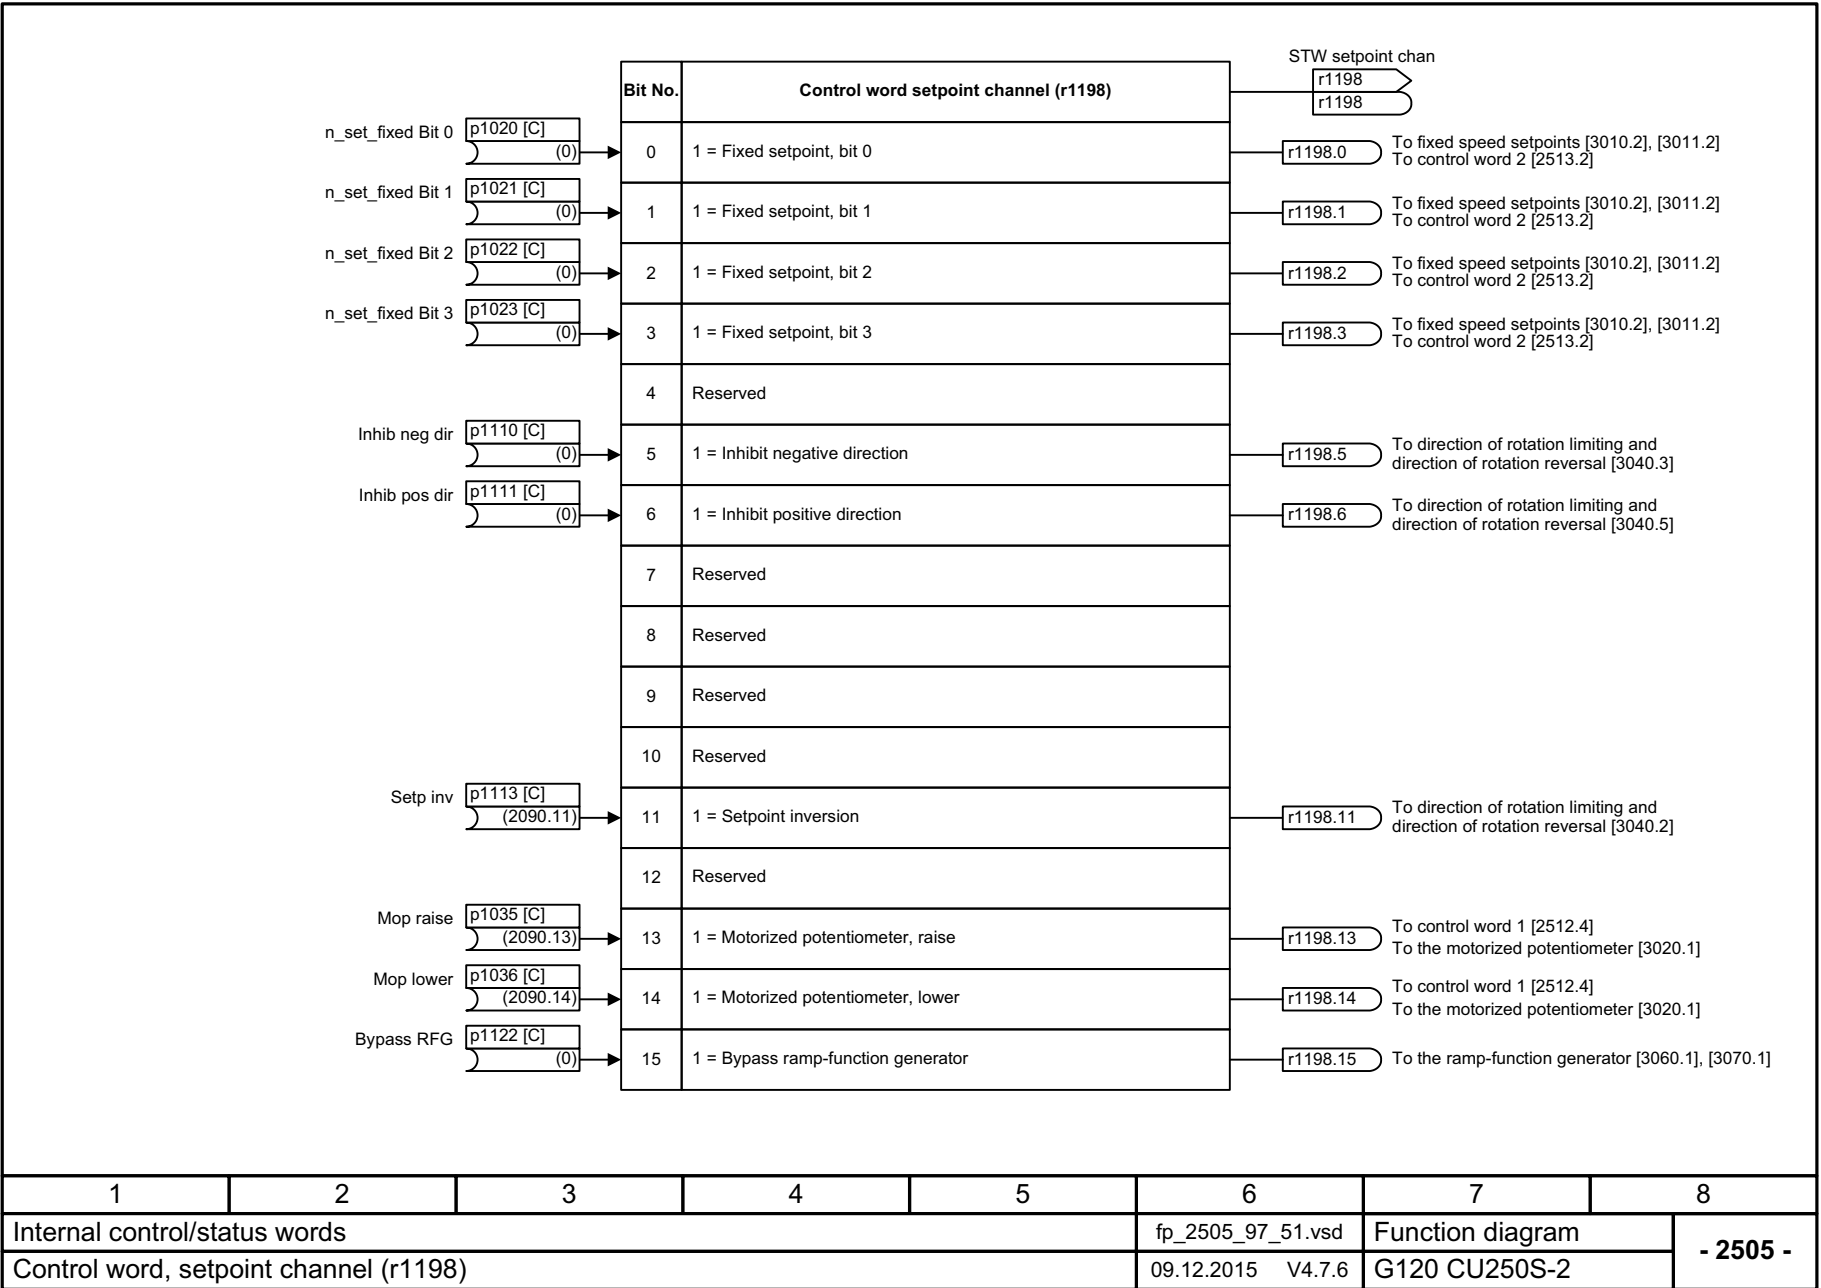 STW setpoint chan
Bit No. Control word setpoint channel (r1198) r1198
r1198
n_set_fixed Bit 0 p1020 [C]
(0) 0 1 = Fixed setpoint, bit 0 r1198.0 To fixed speed setpoints [3010.2], [3011.2]
To control word 2 [2513.2]
n_set_fixed Bit 1 p1021 [C]
(0) 1 1 = Fixed setpoint, bit 1 r1198.1 To fixed speed setpoints [3010.2], [3011.2]
To control word 2 [2513.2]
n_set_fixed Bit 2 p1022 [C]
(0) 2 1 = Fixed setpoint, bit 2 r1198.2 To fixed speed setpoints [3010.2], [3011.2]
To control word 2 [2513.2]
n_set_fixed Bit 3 p1023 [C]
(0) 3 1 = Fixed setpoint, bit 3 r1198.3 To fixed speed setpoints [3010.2], [3011.2]
To control word 2 [2513.2]
4 Reserved
Inhib neg dir p1110 [C]
(0) 5 1 = Inhibit negative direction r1198.5 To direction of rotation limiting and
direction of rotation reversal [3040.3]
Inhib pos dir p1111 [C]
(0) 6 1 = Inhibit positive direction r1198.6 To direction of rotation limiting and
direction of rotation reversal [3040.5]
7 Reserved
8 Reserved
9 Reserved
10 Reserved
Setp inv p1113 [C]
(2090.11) 11 1 = Setpoint inversion r1198.11 To direction of rotation limiting and
direction of rotation reversal [3040.2]
12 Reserved
Mop raise p1035 [C]
(2090.13) 13 1 = Motorized potentiometer, raise r1198.13 To control word 1 [2512.4]
To the motorized potentiometer [3020.1]
Mop lower p1036 [C]
(2090.14) 14 1 = Motorized potentiometer, lower r1198.14 To control word 1 [2512.4]
To the motorized potentiometer [3020.1]
Bypass RFG p1122 [C]
(0) 15 1 = Bypass ramp-function generator r1198.15 To the ramp-function generator [3060.1], [3070.1]
1 2 3 4 5 6 7 8
Internal control/status words fp_2505_97_51.vsd Function diagram - 2505 -
Control word, setpoint channel (r1198) 09.12.2015 V4.7.6 G120 CU250S-2